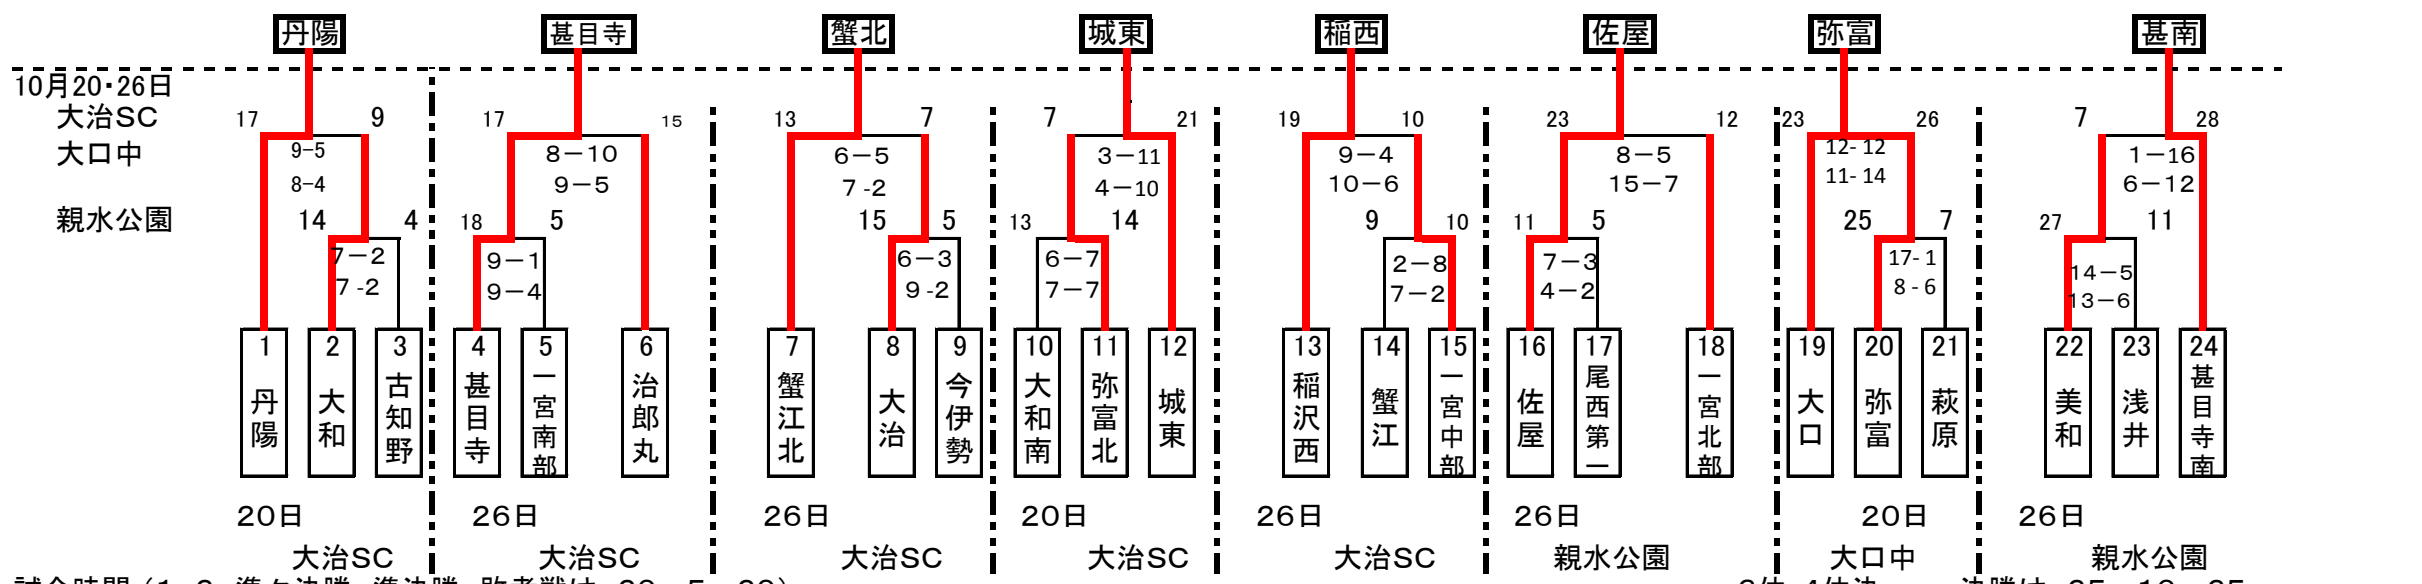 丹陽 甚目寺 蟹北 城東 稲西 佐屋 弥富 甚南
10月20・26日
大治SC
17 9 17 15 13 7 7 21 19 10 23 12 23 26 7 28
大口中
9－5 8－10 6－5 3－11 9－4 8－5 12-12 1－16
8－4 9－5 7-2 4－10 10－6 15－7 11-14 6－12
親水公園
14 4 18 5 15 5 13 14 9 10 11 5 25 7 27 11
7－2 9－1 6－3 6－7 2－8 7－3 17-1 14－5
7-2 9－4 9-2 7－7 7－2 4－2 8-6 13－6
1 2 3 4 5 6 7 8 9 10 11 12 13 14 15 16 17 18 19 20 21 22 23 24
丹陽 大和 古知野 甚目寺 一宮南部 治郎丸 蟹江北 大治 今伊勢 大和南 弥富北 城東 稲沢西 蟹江 一宮中部 佐屋 尾西第一 一宮北部 大口 弥富 萩原 美和 浅井 甚目寺南
20日 26日 26日 20日 26日 26日 20日 26日
大治SC 大治SC 大治SC 大治SC 大治SC 親水公園 大口中 親水公園